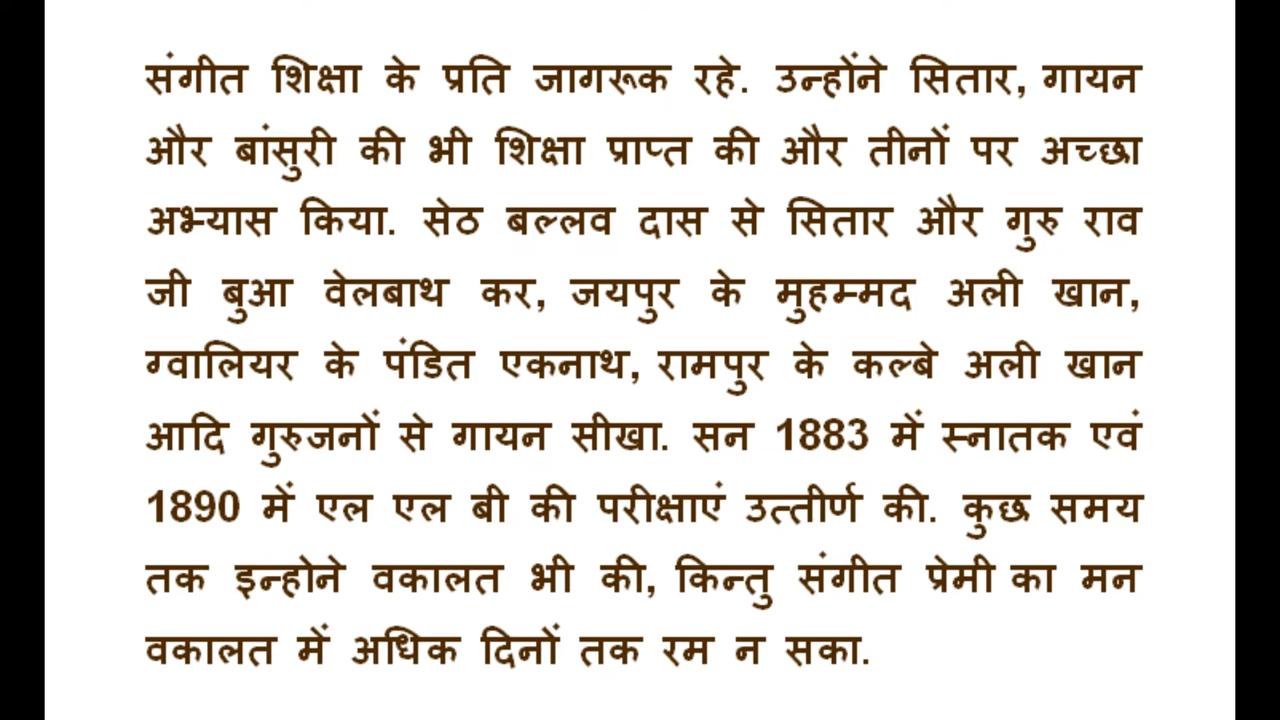 संगीत शिक्षा के प्रति जागरूक रहे. उन्होंने सितार, गायन
और बांसुरी की भी शिक्षा प्राप्त की और तीनों पर अच्छा
अभ्यास किया. सेठ बल्लव दास से सितार और गुरु राव
जी बुआ वेलबाथ कर, जयपुर के मुहम्मद अली खान,
ग्वालियर के पंडित एकनाथ, रामपुर के कल्बे अली खान
आदि गुरुजनों से गायन सीखा. सन 1883 में स्नातक एवं
1890 में एल एल बी की परीक्षाएं उत्तीर्ण की. कुछ समय
तक इन्होने वकालत भी की, किन्तु संगीत प्रेमी का मन
वकालत में अधिक दिनों तक रम न सका.